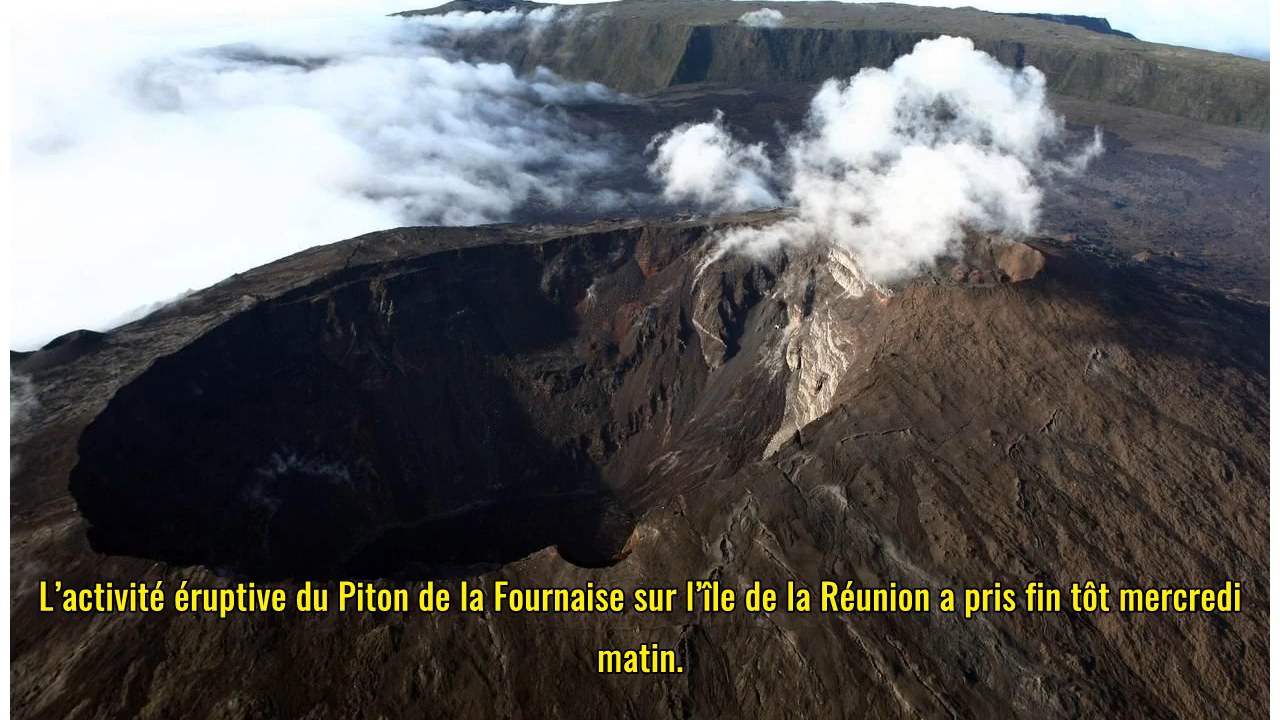 L’activité éruptive du Piton de la Fournaise sur l’île de la Réunion a pris fin tôt mercredi
matin.